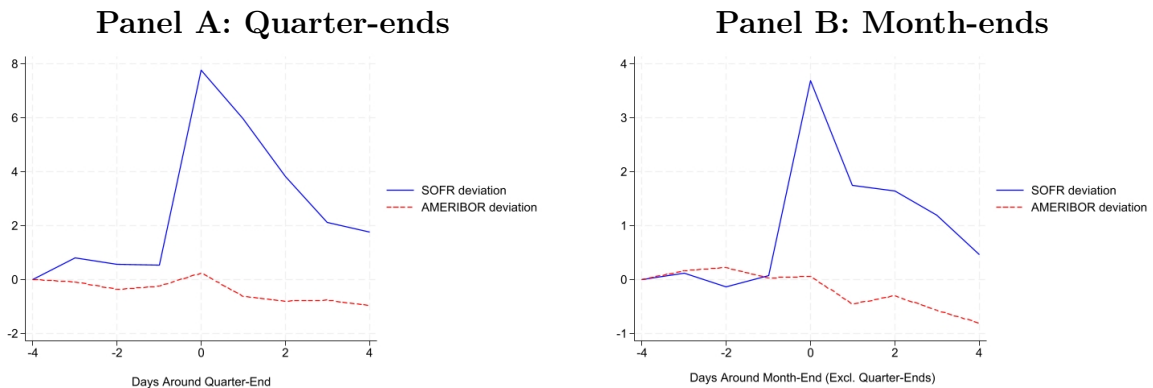 Panel A: Quarter-ends
8
6
4
2
0
-2
-4
-2
0
2
4
Days Around Quarter-End
SOFR deviation
AMERIBOR deviation
Panel B: Month-ends
4
3
2
1
0
-1
-4
-2
0
2
4
Days Around Month-End (Excl. Quarter-Ends)
SOFR deviation
AMERIBOR deviation